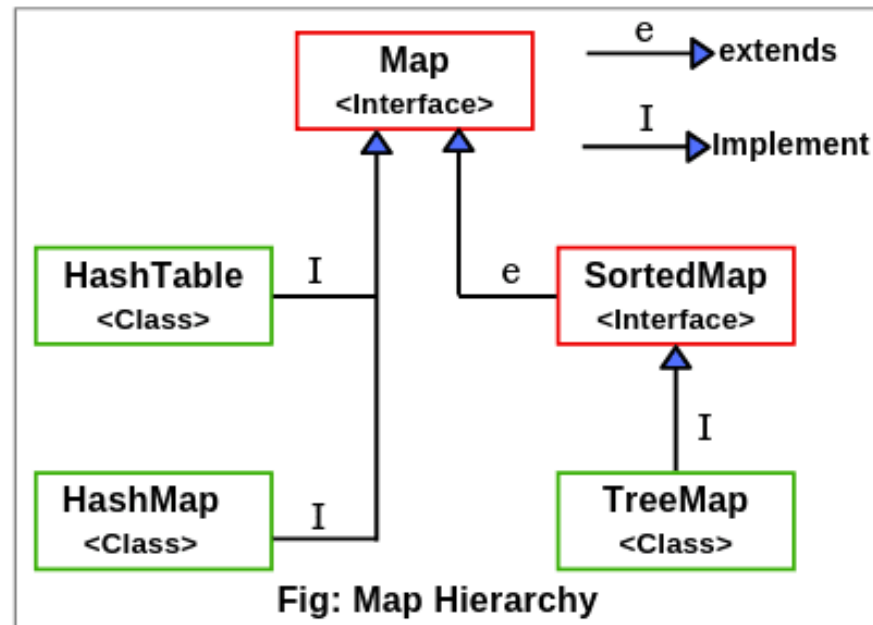 Map
<Interface>
e
extends
I
Implement
HashTable
<Class>
I
e
SortedMap
<Interface>
I
HashMap
<Class>
I
TreeMap
<Class>
Fig: Map Hierarchy